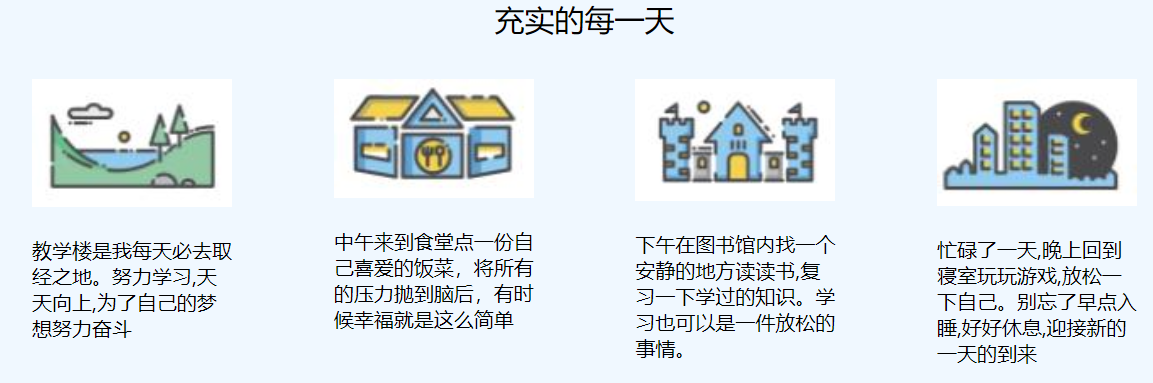 充实的每一天
教学楼是我每天必去取
经之地。努力学习,天
天向上,为了自己的梦
想努力奋斗
中午来到食堂点一份自
己喜爱的饭菜，将所有
的压力抛到脑后，有时
候幸福就是这么简单
下午在图书馆内找一个
安静的地方读读书,复
习一下学过的知识。学
习也可以是一件放松的
事情。
忙碌了一天,晚上回到
寝室玩玩游戏,放松一
下自己。别忘了早点入
睡,好好休息,迎接新的
一天的到来